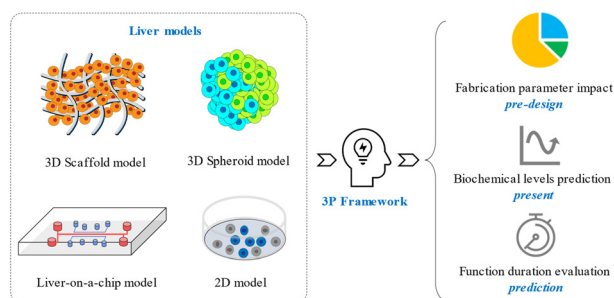 Liver models
3D Scaffold model
3D Spheroid model
Liver-on-a-chip model
2D model
3P Framework
Fabrication parameter impact
pre-design
Biochemical levels prediction
present
Function duration evaluation
prediction